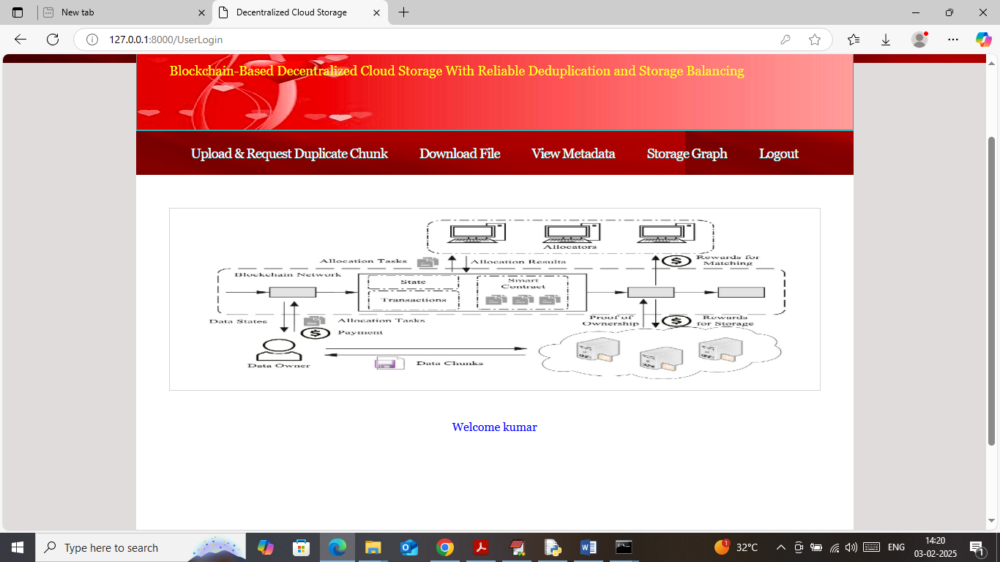 New tab
Decentralized Cloud Storage
127.0.0.1:8000/UserLogin
Blockchain-Based Decentralized Cloud Storage With Reliable Deduplication and Storage Balancing
Upload & Request Duplicate Chunk Download File View Metadata Storage Graph Logout
Allocators
Allocation Tasks
Allocation Results
$
Rewards for
Matching
Blockchain Network
State
Transactions
Smart
Contract
Data States
Allocation Tasks
$
Payment
Proof of
Ownership
$
Rewards
for Storage
Data Owner
Data Chunks
Welcome kumar
Type here to search
1
32°C
ENG
14:20
03-02-2025
1